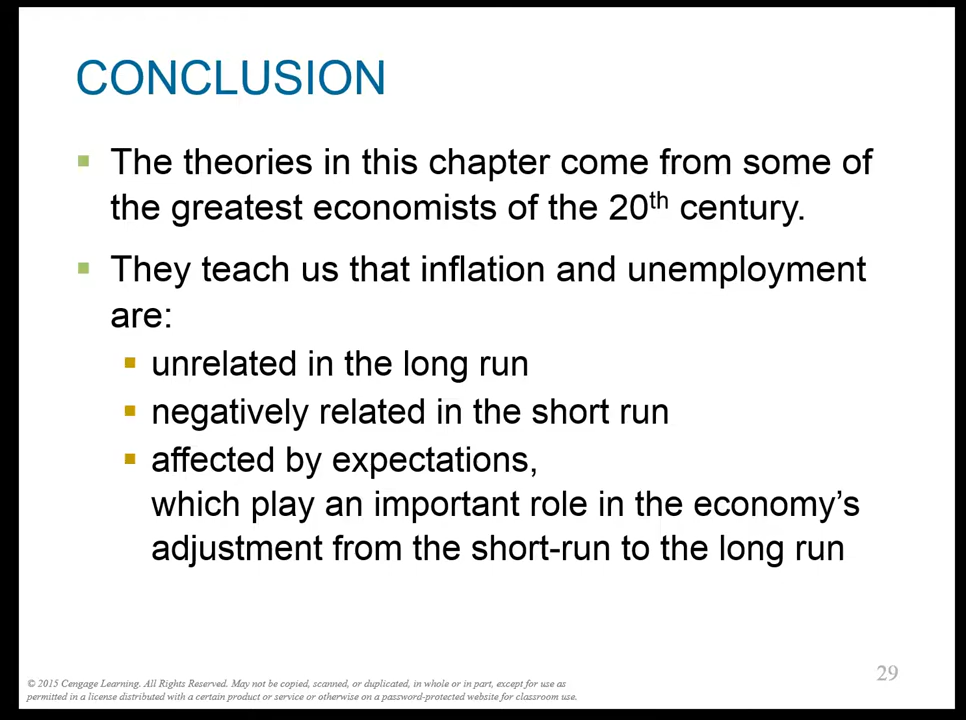 CONCLUSION
The theories in this chapter come from some of
the greatest economists of the 20th century.
They teach us that inflation and unemployment
are:
unrelated in the long run
negatively related in the short run
affected by expectations,
which play an important role in the economy’s
adjustment from the short-run to the long run
29
© 2015 Cengage Learning. All Rights Reserved. May not be copied, scanned, or duplicated, in whole or in part, except for use as
permitted in a license distributed with a certain product or service or otherwise on a password-protected website for classroom use.